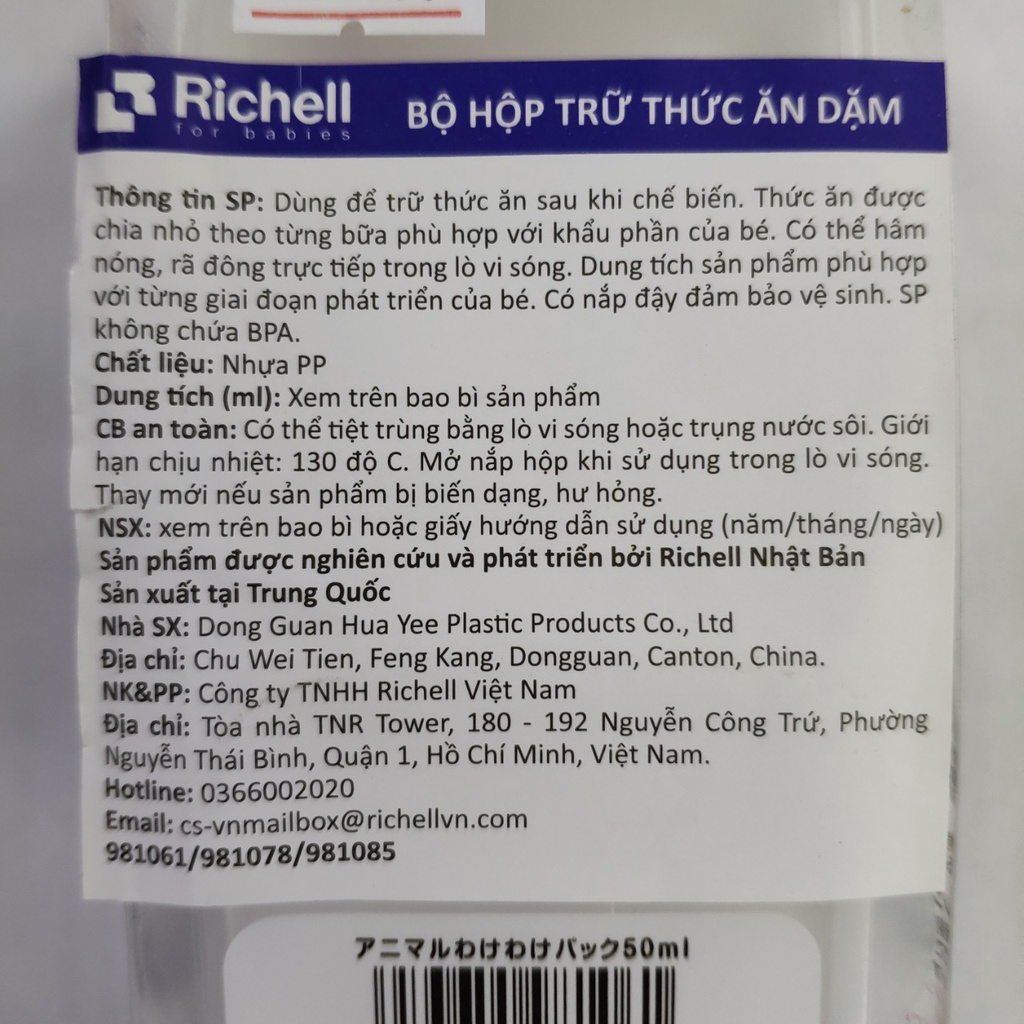 Richell
for babies
BỘ HỘP TRỮ THỨC ĂN DẶM
Thông tin SP: Dùng để trữ thức ăn sau khi chế biến. Thức ăn được
chia nhỏ theo từng bữa phù hợp với khẩu phần của bé. Có thể hâm
nóng, rã đông trực tiếp trong lò vi sóng. Dung tích sản phẩm phù hợp
với từng giai đoạn phát triển của bé. Có nắp đậy đảm bảo vệ sinh. SP
không chứa BPA.
Chất liệu: Nhựa PP
Dung tích (ml): Xem trên bao bì sản phẩm
CB an toàn: Có thể tiệt trùng bằng lò vi sóng hoặc trụng nước sôi. Giới
hạn chịu nhiệt: 130 độ C. Mở nắp hộp khi sử dụng trong lò vi sóng.
Thay mới nếu sản phẩm bị biến dạng, hư hỏng.
NSX: xem trên bao bì hoặc giấy hướng dẫn sử dụng (năm/tháng/ngày)
Sản phẩm được nghiên cứu và phát triển bởi Richell Nhật Bản
Sản xuất tại Trung Quốc
Nhà SX: Dong Guan Hua Yee Plastic Products Co., Ltd
Địa chỉ: Chu Wei Tien, Feng Kang, Dongguan, Canton, China.
NK&PP: Công ty TNHH Richell Việt Nam
Địa chỉ: Tòa nhà TNR Tower, 180 - 192 Nguyễn Công Trứ, Phường
Nguyễn Thái Bình, Quận 1, Hồ Chí Minh, Việt Nam.
Hotline: 0366002020
Email: cs-vnmailbox@richellvn.com
981061/981078/981085
アニマルわけわけパック50ml